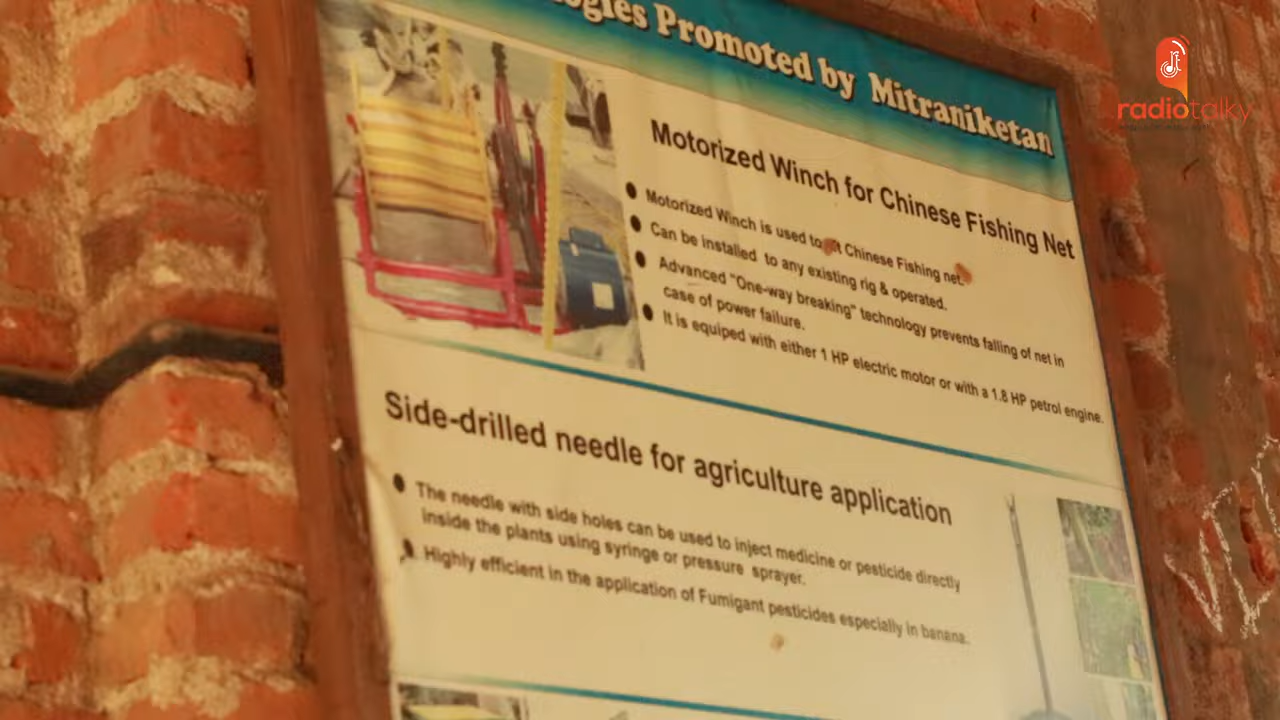 Promoted by Mitraniketan
radiotalky
Motorized Winch for Chinese Fishing Net
Motorized Winch is used to Chinese Fishing net.
Can be installed to any existing rig & operated.
Advanced "One-way breaking" technology prevents falling of net in
case of power failure.
It is equiped with either 1 HP electric motor or with a 1.8 HP petrol engine.
Side-drilled needle for agriculture application
The needle with side holes can be used to inject medicine or pesticide directly
inside the plants using syringe or pressure sprayer.
Highly efficient in the application of Fumigant pesticides especially in banana.